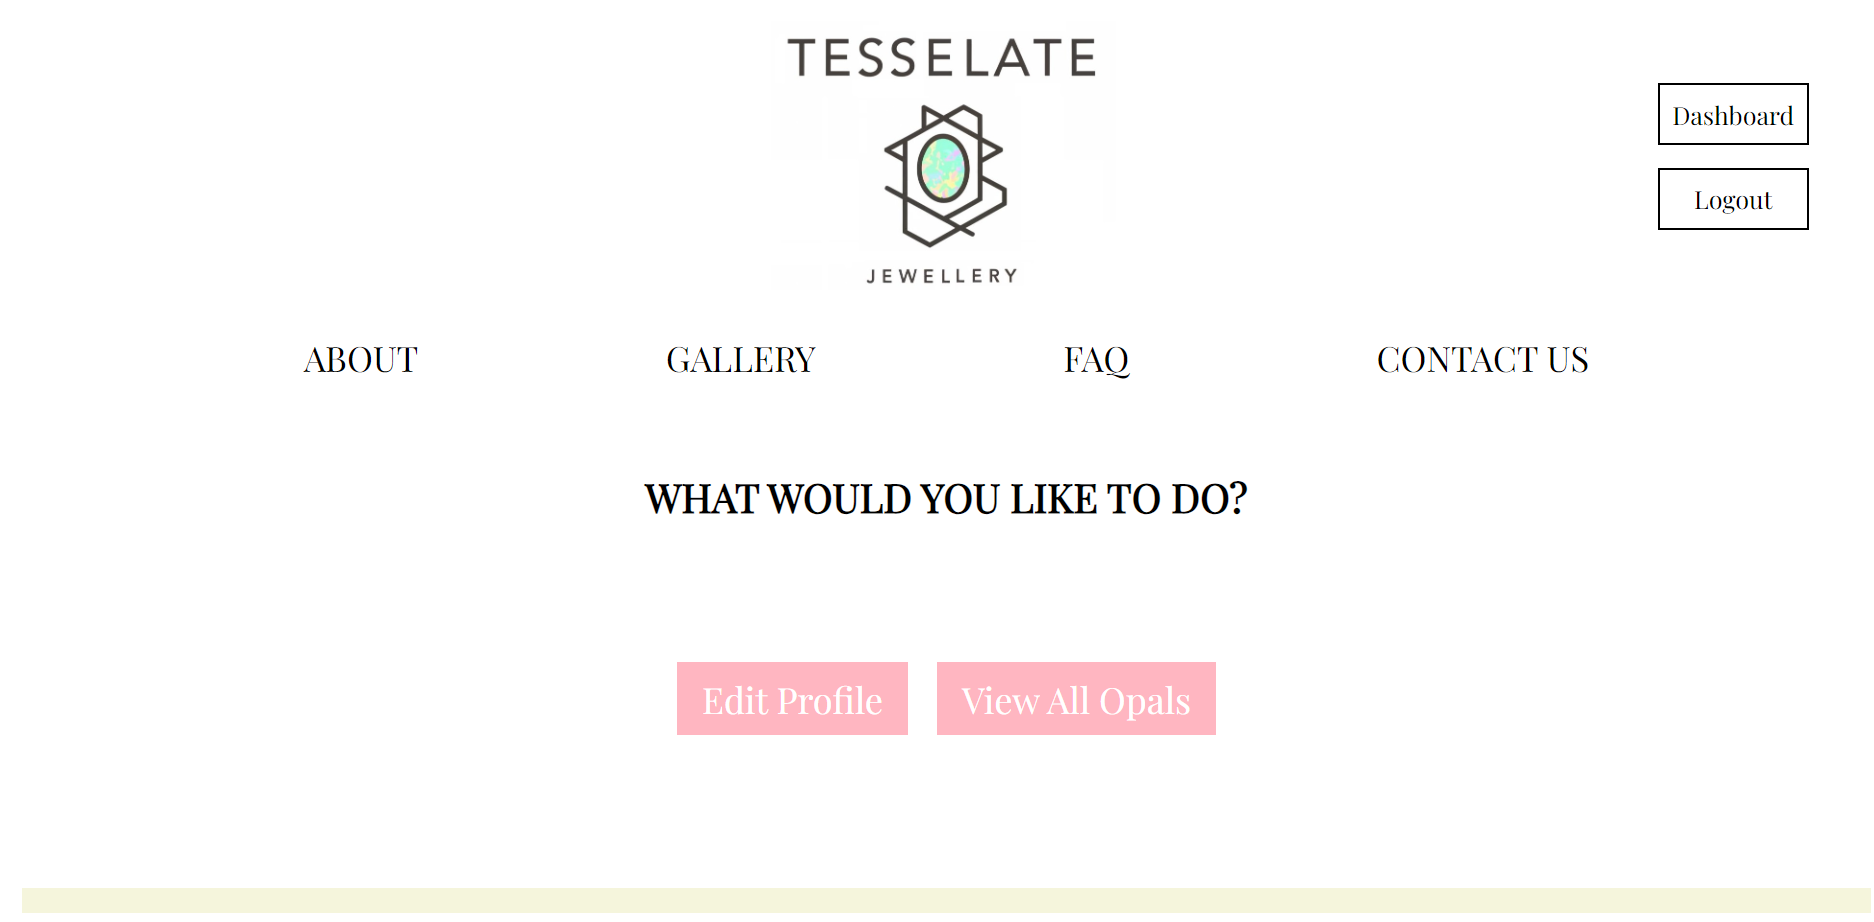 TESSELATE
JEWELLERY
Dashboard
Logout
ABOUT GALLERY FAQ CONTACT US
WHAT WOULD YOU LIKE TO DO?
Edit Profile View All Opals